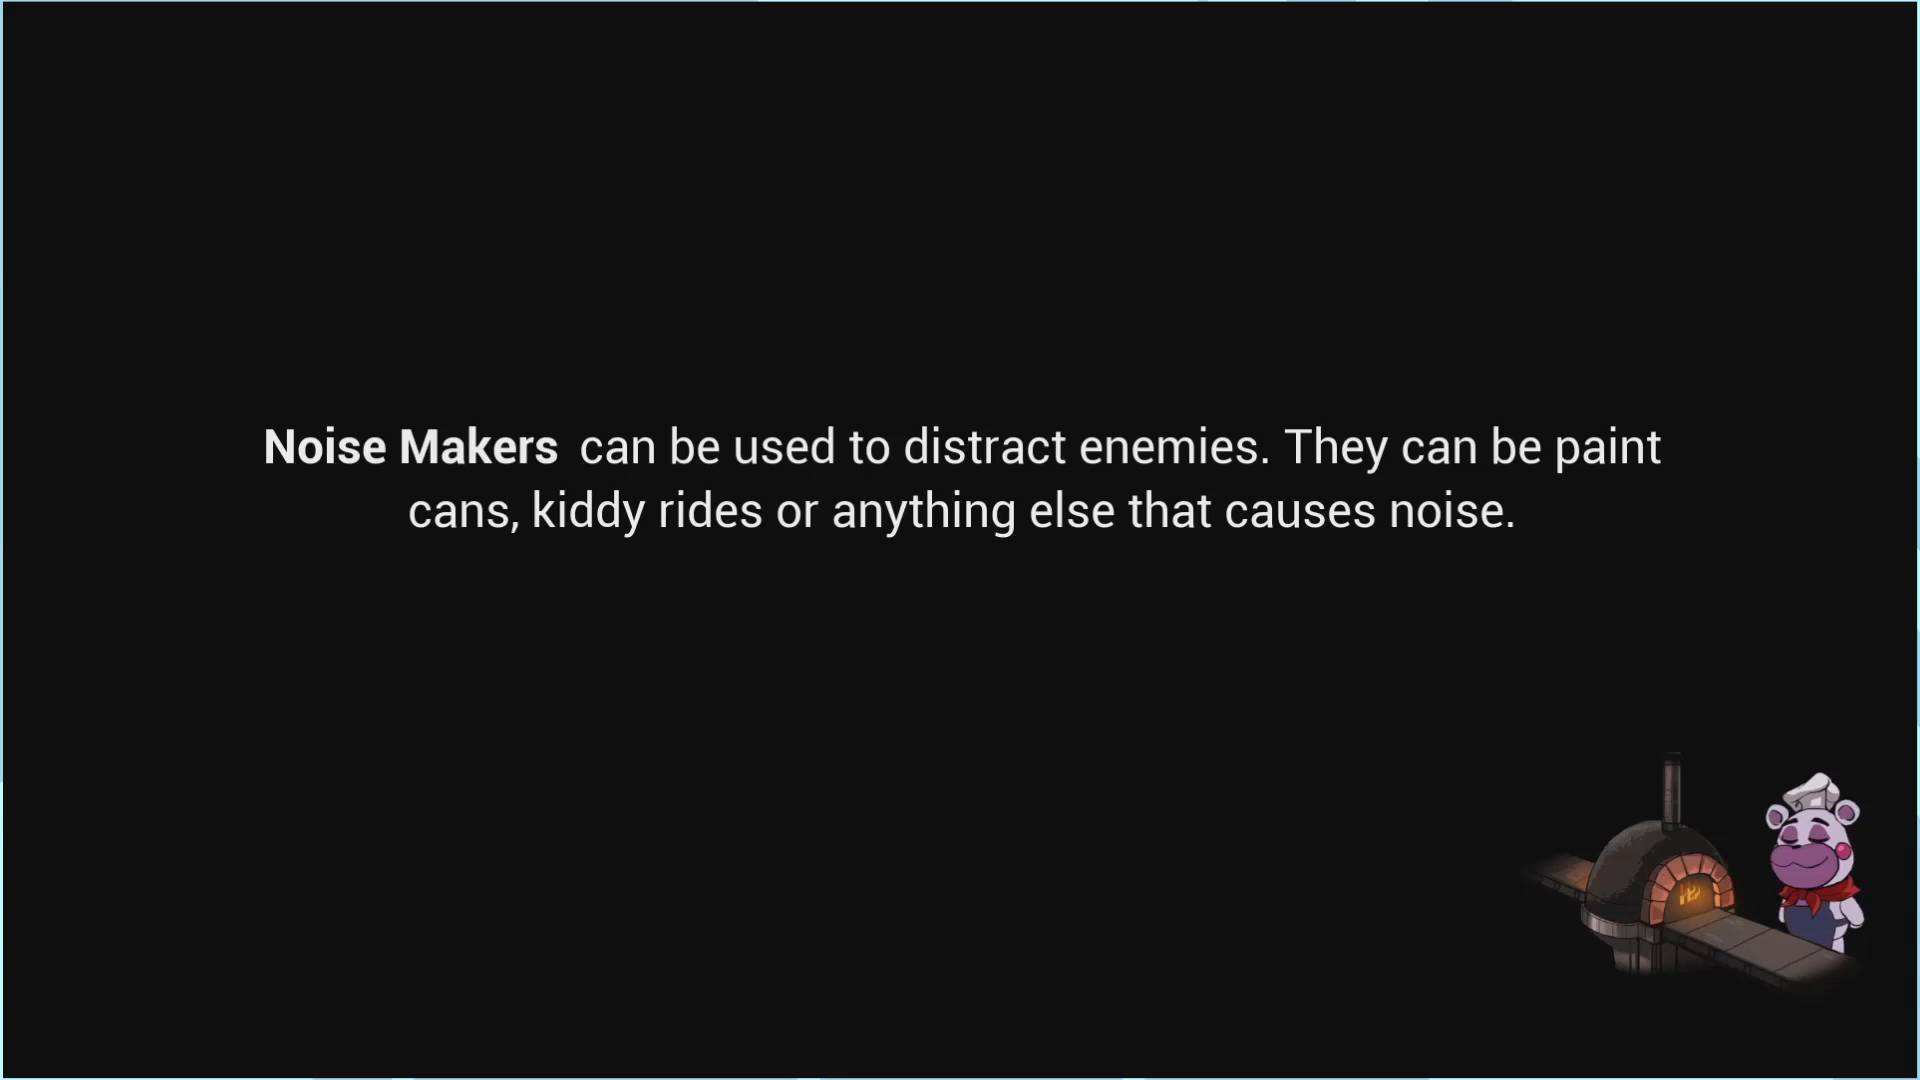 Noise Makers can be used to distract enemies. They can be paint
cans, kiddy rides or anything else that causes noise.